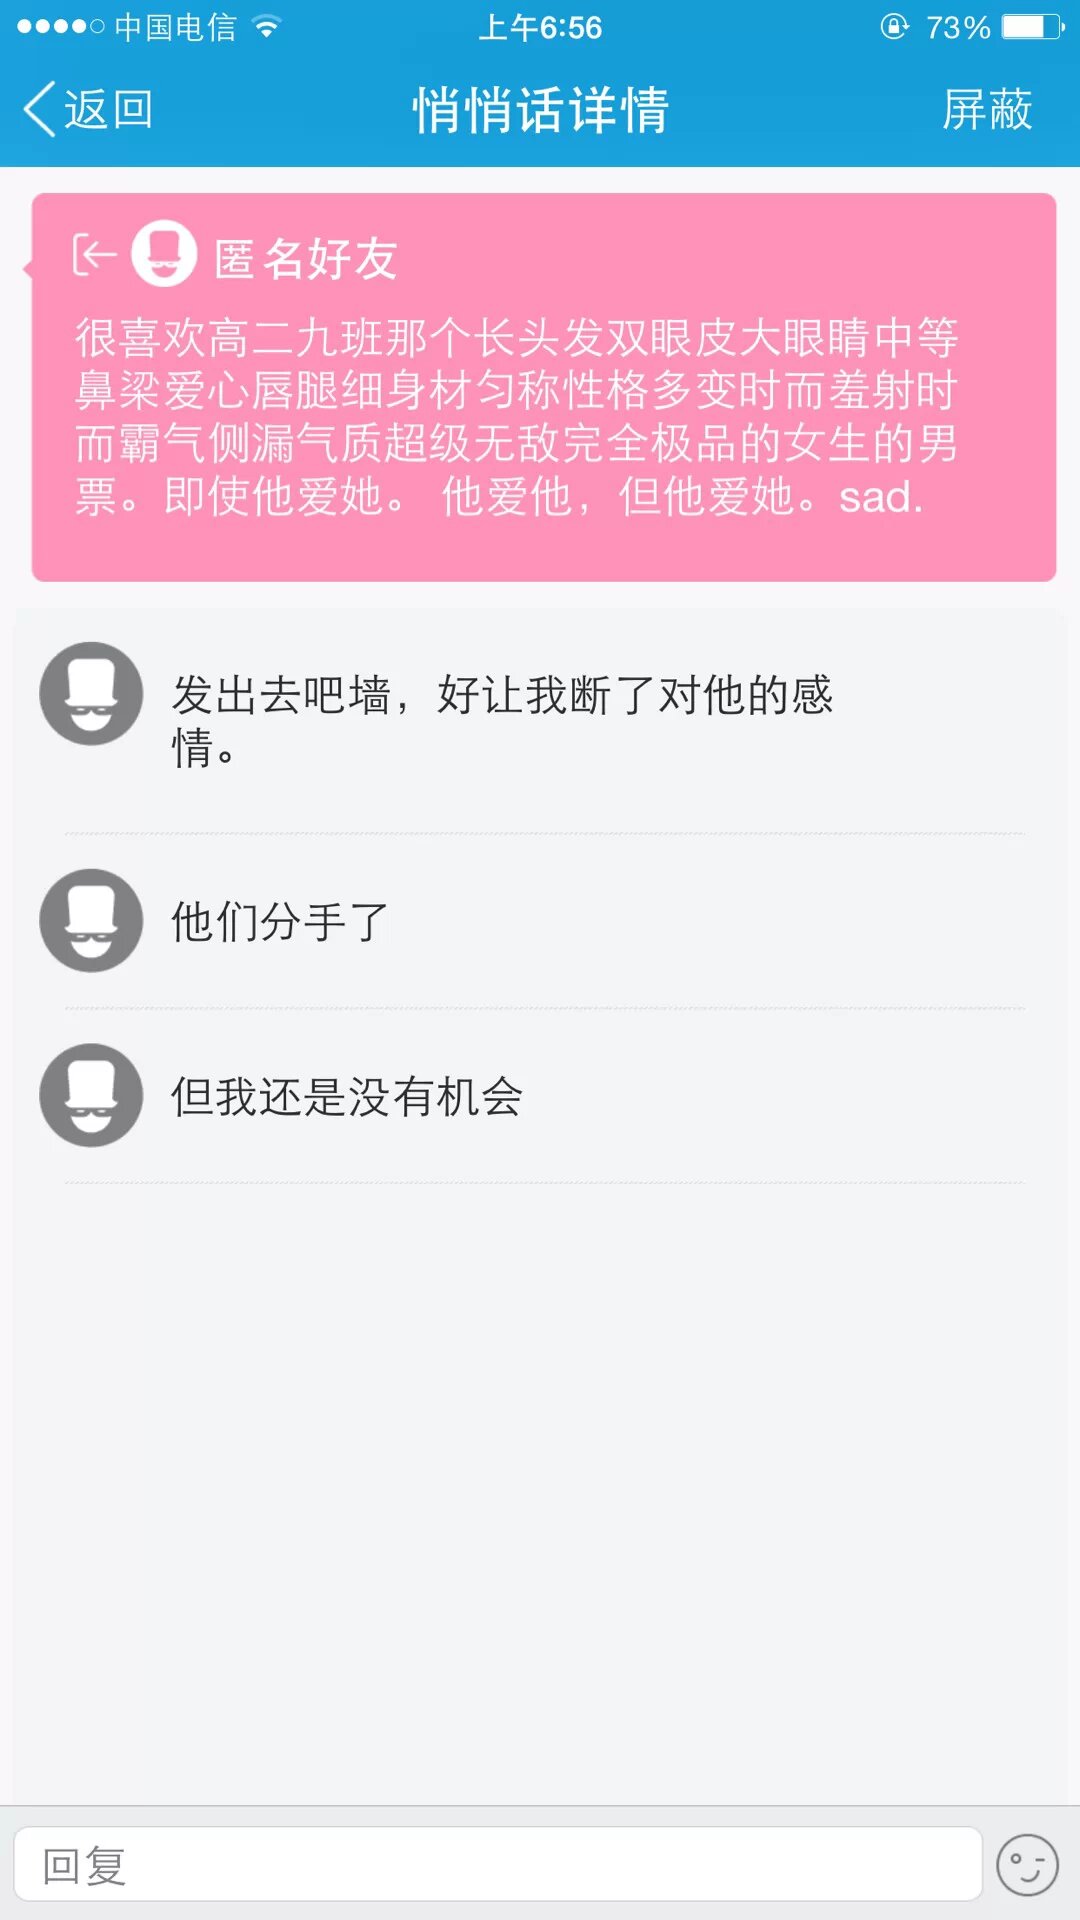 中国电信 上午6:56 73%
返回 悄悄话详情 屏蔽
匿名好友
很喜欢高二九班那个长头发双眼皮大眼睛中等
鼻梁爱心唇腿细身材匀称性格多变时而羞射时
而霸气侧漏气质超级无敌完全极品的女生的男
票。即使他爱她。 他爱他，但他爱她。sad.
发出去吧墙，好让我断了对他的感
情。
他们分手了
但我还是没有机会
回复